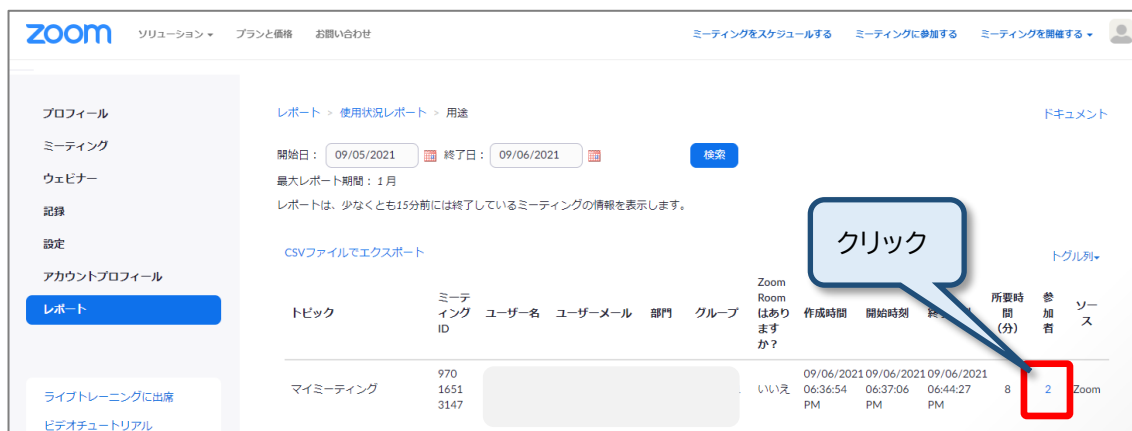 zoom ソリューション プランと価格 お問い合わせ ミーティングをスケジュールする ミーティングに参加する ミーティングを開催する
プロフィール
ミーティング
ウェビナー
記録
設定
アカウントプロフィール
レポート
ライブトレーニングに出席
ビデオチュートリアル
レポート > 使用状況レポート > 用途
ドキュメント
開始日： 09/05/2021 終了日： 09/06/2021 検索
最大レポート期間： 1 月
レポートは、少なくとも15分前には終了しているミーティングの情報を表示します。
クリック
CSVファイルでエクスポート
トグル列
トピック
ミーテ
ィング
ID
ユーザー名
ユーザーメール
部門
グループ
Zoom
Room
はあり
ます
か？
作成時間
開始時刻
所要時
間
（分）
参
加
者
ソー
ス
マイミーティング
970
1651
3147
いいえ
09/06/2021
06:36:54
PM
09/06/2021
06:37:06
PM
09/06/2021
06:44:27
PM
8
2
Zoom